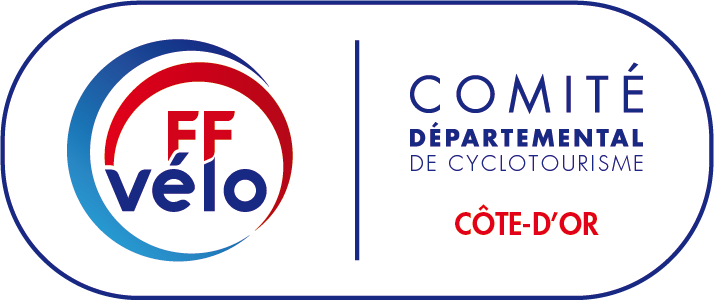 FF
vélo
COMITÉ
DÉPARTEMENTAL
DE CYCLOTOURISME
CÔTE-D'OR